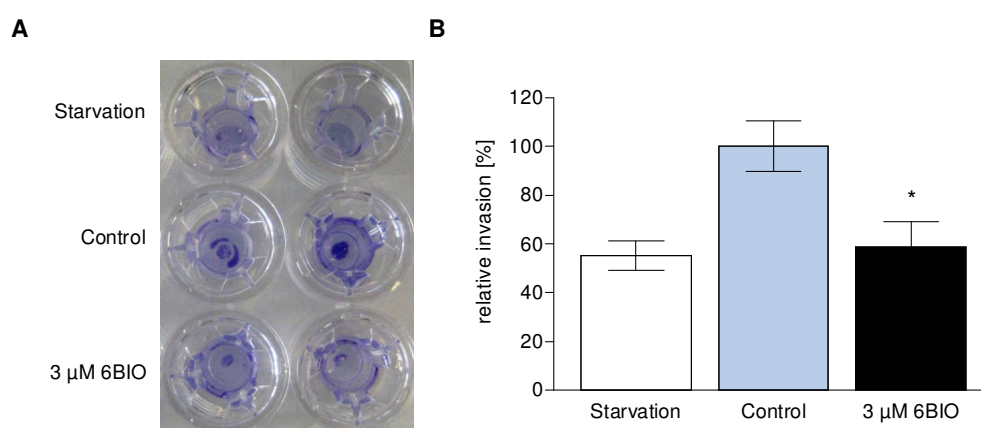 A
Starvation
Control
3 µM 6BIO
B
relative invasion [%]
120
100
80
60
40
20
0
*
Starvation Control 3 µM 6BIO